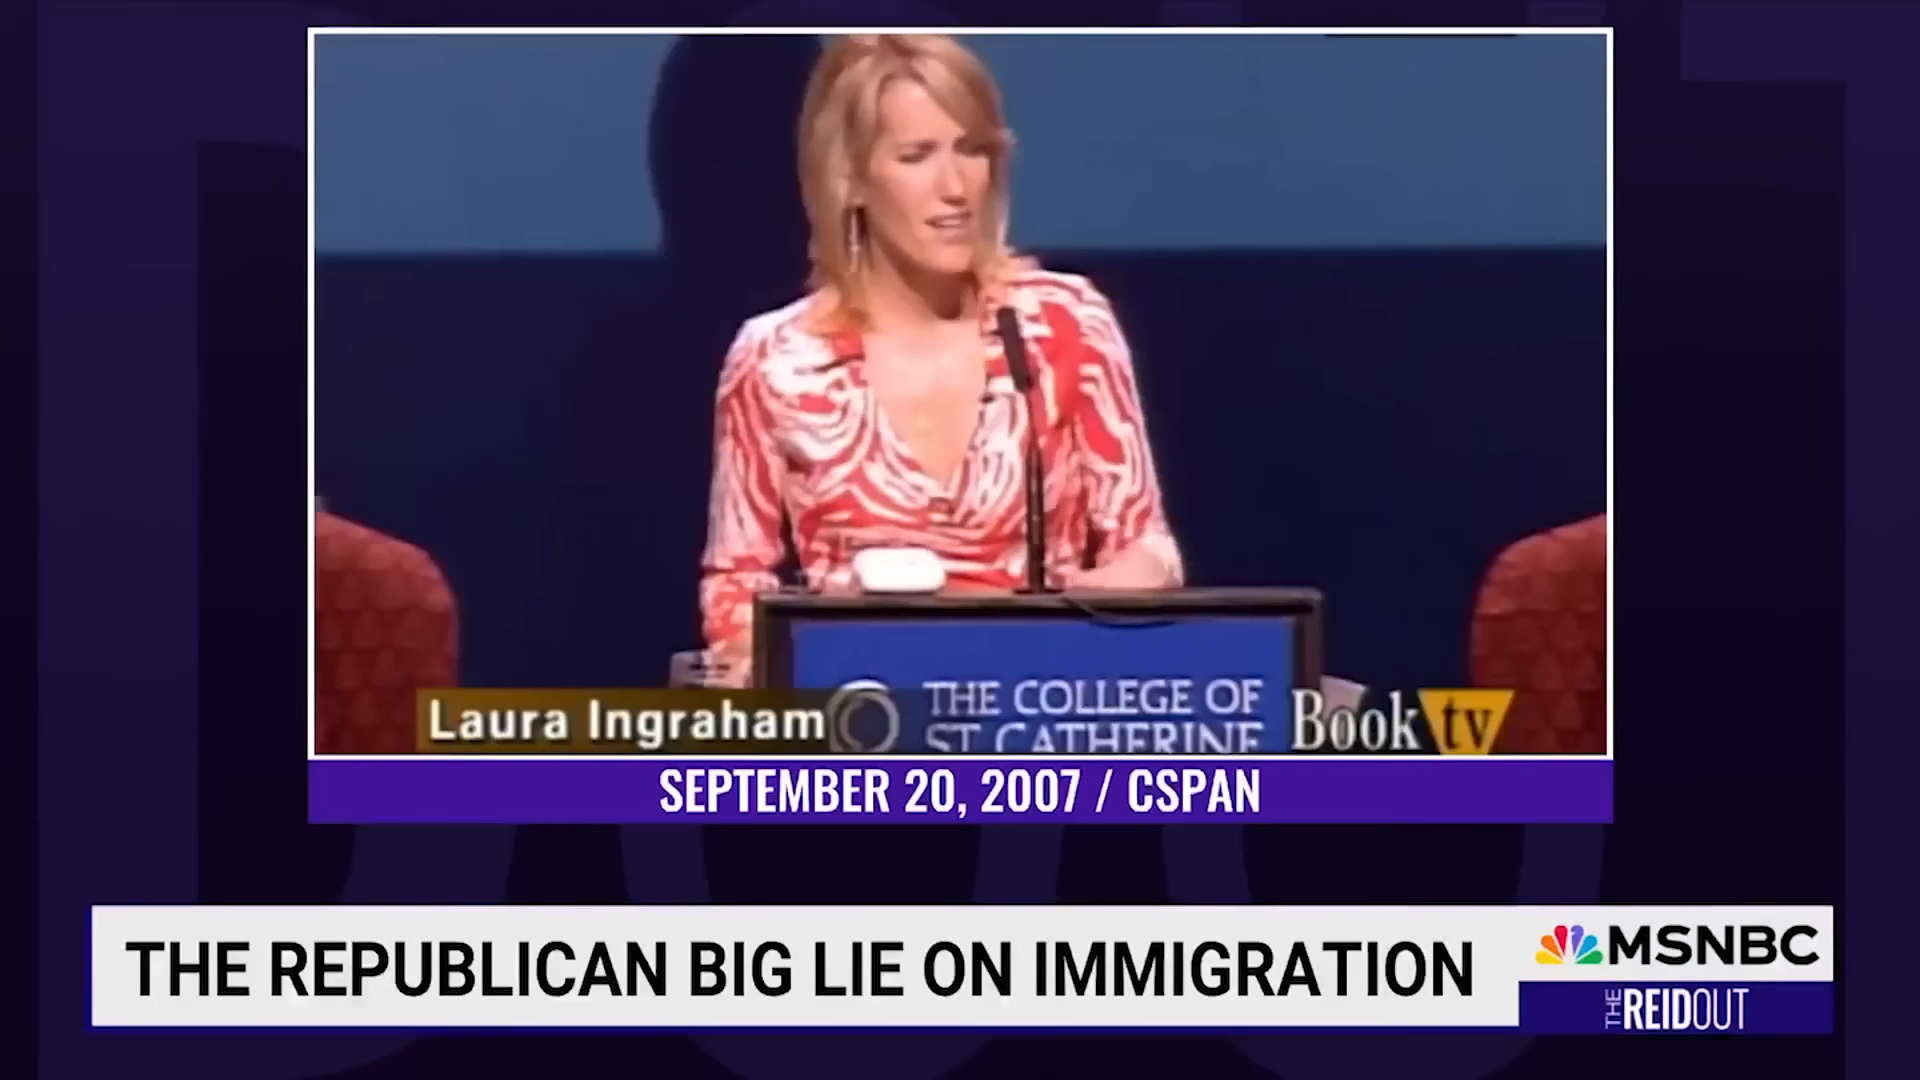 Laura Ingraham
THE COLLEGE OF
ST. CATHERINE
Book tv
SEPTEMBER 20, 2007 / CSPAN
THE REPUBLICAN BIG LIE ON IMMIGRATION
MSNBC
THE REIDOUT